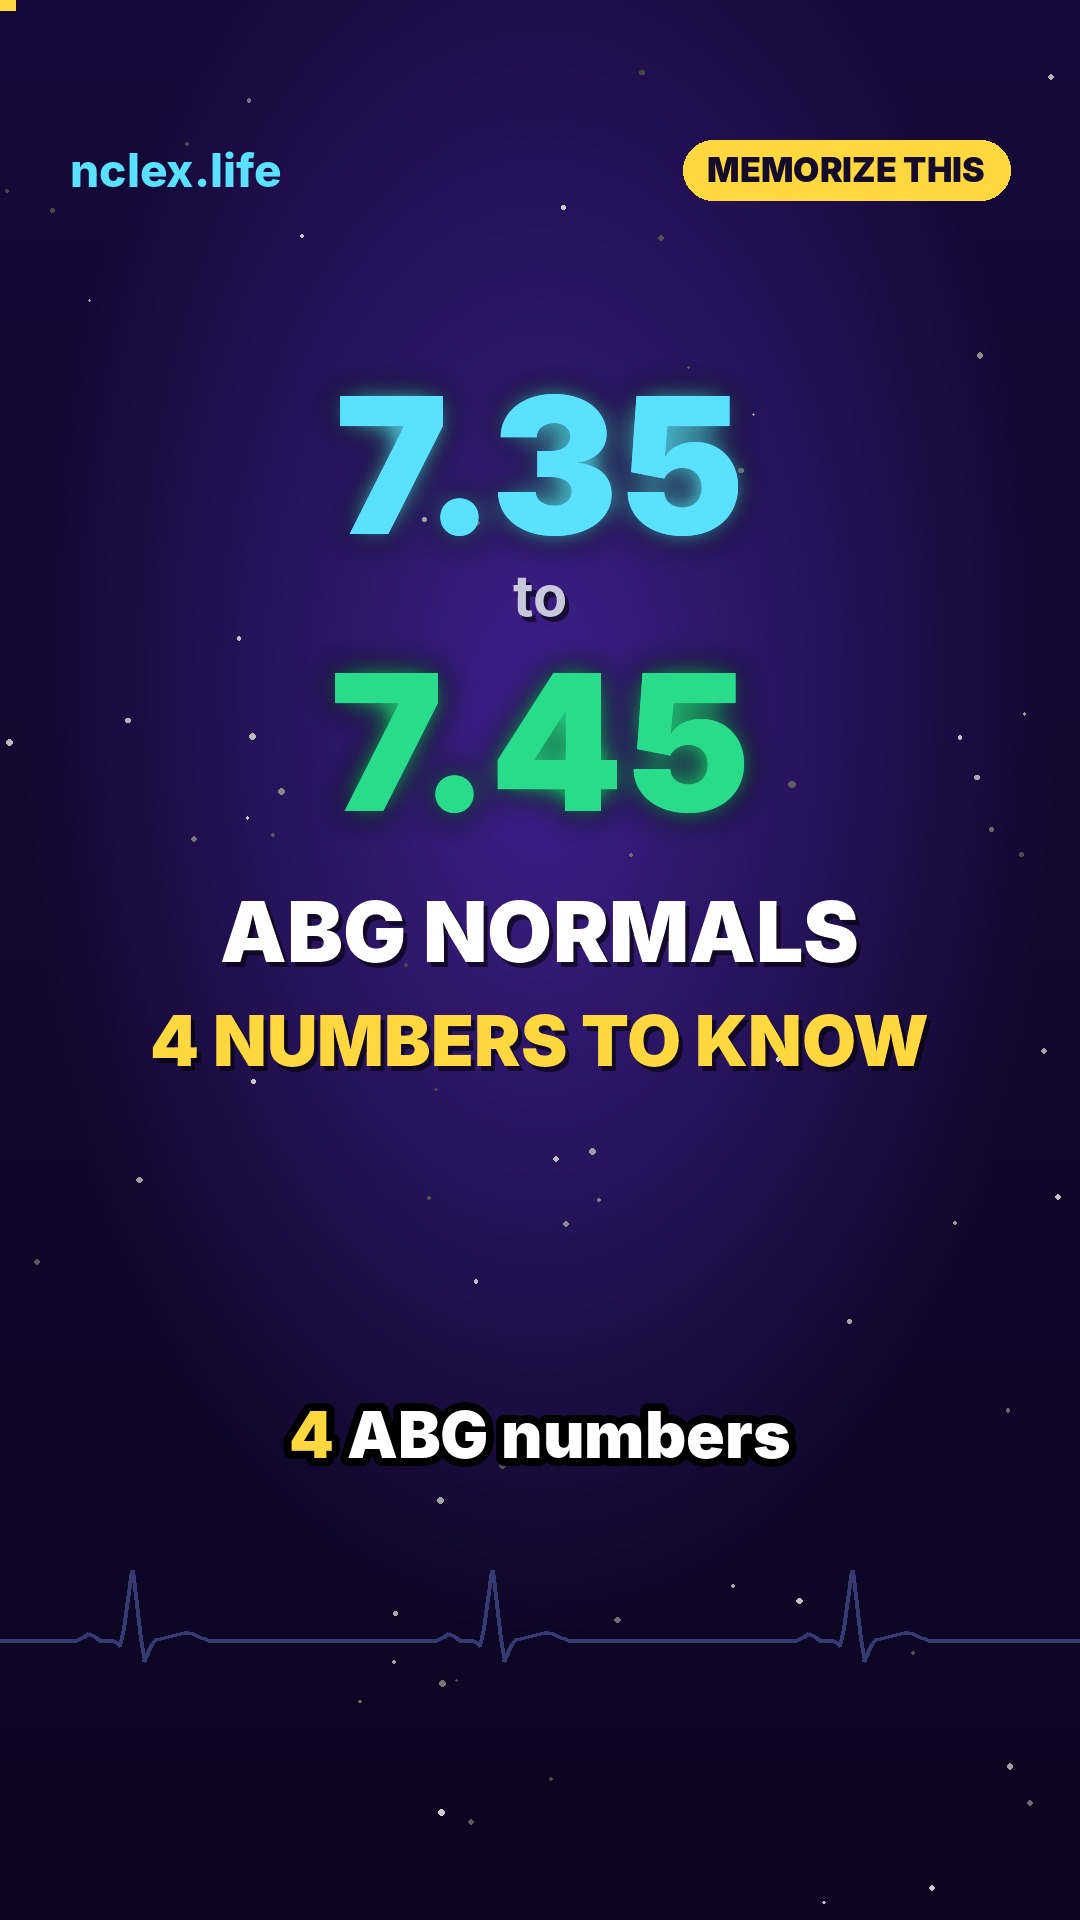 nclex.life
MEMORIZE THIS
7.35
to
7.45
ABG NORMALS
4 NUMBERS TO KNOW
4 ABG numbers